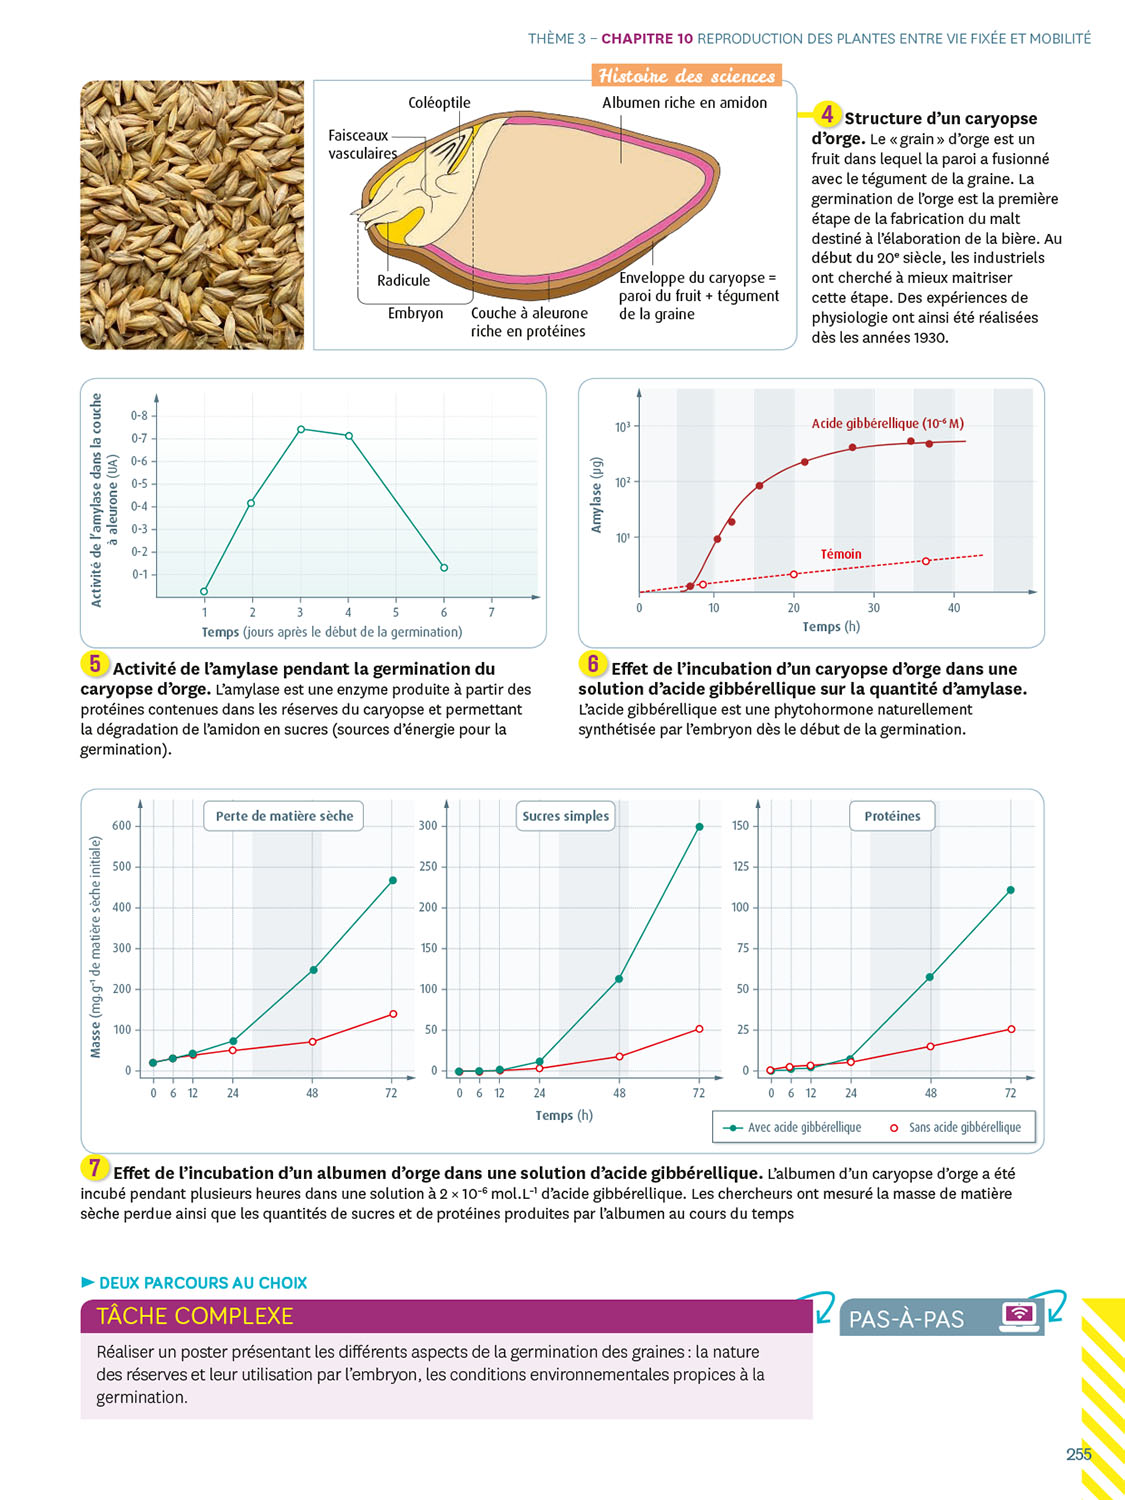 THÈME 3 – CHAPITRE 10 REPRODUCTION DES PLANTES ENTRE VIE FIXÉE ET MOBILITÉ
Histoire des sciences
Coléoptile
Albumen riche en amidon
Faisceaux
vasculaires
Radicule
Embryon
Couche à aleurone
riche en protéines
Enveloppe du caryopse =
paroi du fruit + tégument
de la graine
4 Structure d'un caryopse
d'orge. Le « grain » d'orge est un
fruit dans lequel la paroi a fusionné
avec le tégument de la graine. La
germination de l'orge est la première
étape de la fabrication du malt
destiné à l'élaboration de la bière. Au
début du 20e siècle, les industriels
ont cherché à mieux maitriser
cette étape. Des expériences de
physiologie ont ainsi été réalisées
dès les années 1930.
Activité de l'amylase dans la couche
à aleurone (UA)
0-8
0-7
0-6
0-5
0-4
0-3
0-2
0-1
1 2 3 4 5 6 7
Temps (jours après le début de la germination)
5 Activité de l'amylase pendant la germination du
caryopse d'orge. L'amylase est une enzyme produite à partir des
protéines contenues dans les réserves du caryopse et permettant
la dégradation de l'amidon en sucres (sources d'énergie pour la
germination).
Amylase (µg)
10³
10²
10¹
Acide gibbérellique (10⁻⁶ M)
Témoin
0 10 20 30 40
Temps (h)
6 Effet de l'incubation d'un caryopse d'orge dans une
solution d'acide gibbérellique sur la quantité d'amylase.
L'acide gibbérellique est une phytohormone naturellement
synthétisée par l'embryon dès le début de la germination.
Masse (mg.g⁻¹ de matière sèche initiale)
Perte de matière sèche
600
500
400
300
200
100
0
0 6 12 24 48 72
Sucres simples
300
250
200
150
100
50
0
0 6 12 24 48 72
Temps (h)
Protéines
150
125
100
75
50
25
0
0 6 12 24 48 72
Avec acide gibbérellique
Sans acide gibbérellique
7 Effet de l'incubation d'un albumen d'orge dans une solution d'acide gibbérellique. L'albumen d'un caryopse d'orge a été
incubé pendant plusieurs heures dans une solution à 2 × 10⁻⁶ mol.L⁻¹ d'acide gibbérellique. Les chercheurs ont mesuré la masse de matière
sèche perdue ainsi que les quantités de sucres et de protéines produites par l'albumen au cours du temps
DEUX PARCOURS AU CHOIX
TÂCHE COMPLEXE
PAS-À-PAS
Réaliser un poster présentant les différents aspects de la germination des graines : la nature
des réserves et leur utilisation par l'embryon, les conditions environnementales propices à la
germination.
255